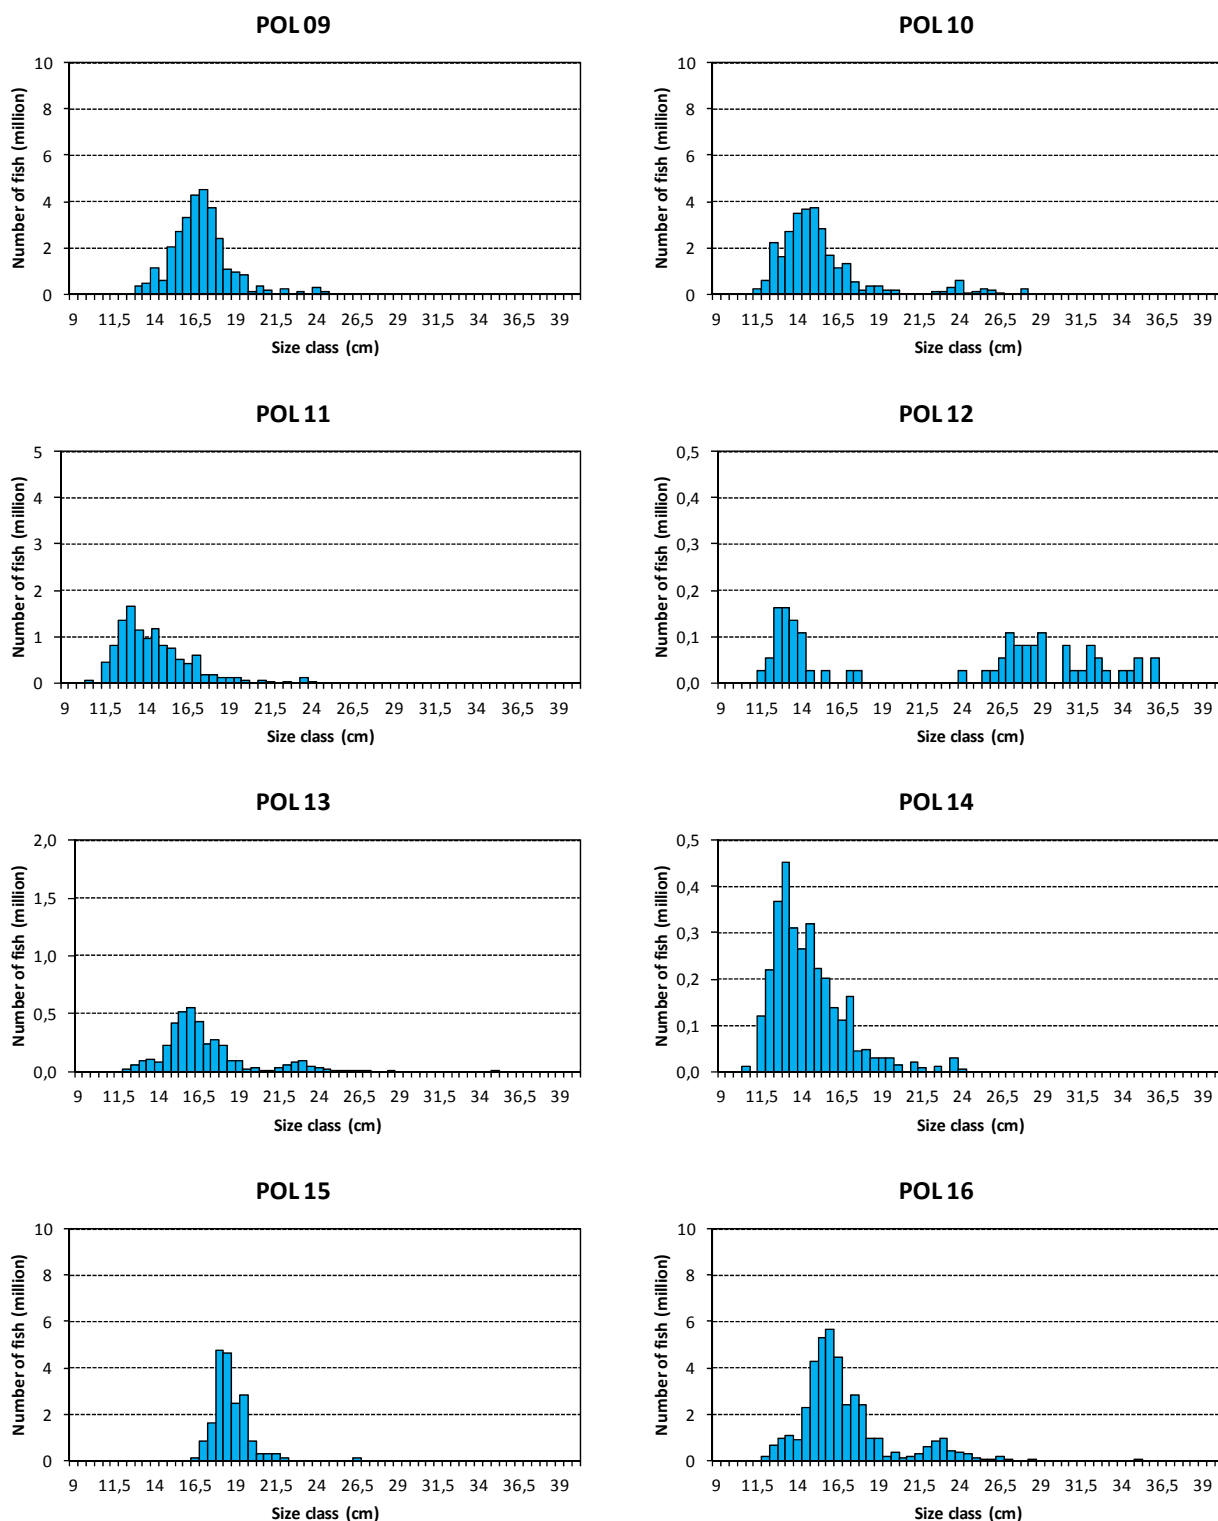 POL 09
Number of fish (million)
10
8
6
4
2
0
9 11,5 14 16,5 19 21,5 24 26,5 29 31,5 34 36,5 39
Size class (cm)
POL 10
Number of fish (million)
10
8
6
4
2
0
9 11,5 14 16,5 19 21,5 24 26,5 29 31,5 34 36,5 39
Size class (cm)
POL 11
Number of fish (million)
5
4
3
2
1
0
9 11,5 14 16,5 19 21,5 24 26,5 29 31,5 34 36,5 39
Size class (cm)
POL 12
Number of fish (million)
0,5
0,4
0,3
0,2
0,1
0,0
9 11,5 14 16,5 19 21,5 24 26,5 29 31,5 34 36,5 39
Size class (cm)
POL 13
Number of fish (million)
2,0
1,5
1,0
0,5
0,0
9 11,5 14 16,5 19 21,5 24 26,5 29 31,5 34 36,5 39
Size class (cm)
POL 14
Number of fish (million)
0,5
0,4
0,3
0,2
0,1
0,0
9 11,5 14 16,5 19 21,5 24 26,5 29 31,5 34 36,5 39
Size class (cm)
POL 15
Number of fish (million)
10
8
6
4
2
0
9 11,5 14 16,5 19 21,5 24 26,5 29 31,5 34 36,5 39
Size class (cm)
POL 16
Number of fish (million)
10
8
6
4
2
0
9 11,5 14 16,5 19 21,5 24 26,5 29 31,5 34 36,5 39
Size class (cm)